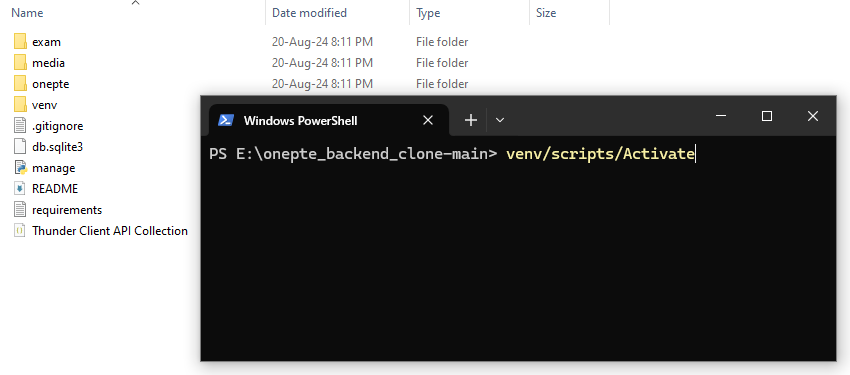 Name Date modified Type Size
exam 20-Aug-24 8:11 PM File folder
media 20-Aug-24 8:11 PM File folder
onepte 20-Aug-24 8:11 PM File folder
venv
.gitignore
db.sqlite3
manage
README
requirements
Thunder Client API Collection
Windows PowerShell
PS E:\onepte_backend_clone-main> venv/scripts/Activate